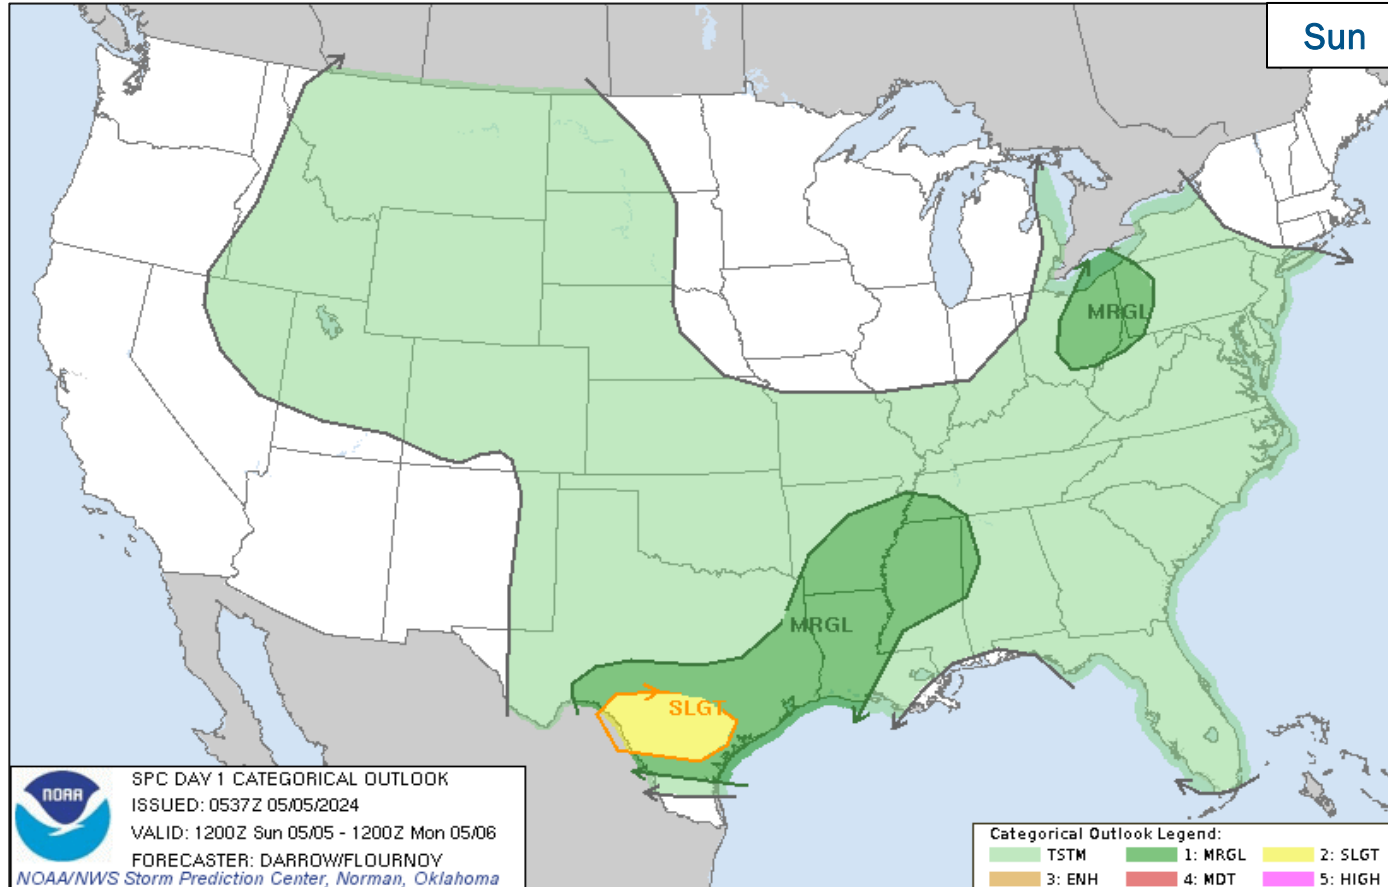 Sun
MRGL
MRGL
SLGT
NOAA
SPC DAY 1 CATEGORICAL OUTLOOK
ISSUED: 0537Z 05/05/2024
VALID: 1200Z Sun 05/05 - 1200Z Mon 05/06
FORECASTER: DARROW/FLOURNOY
NOAA/NWS Storm Prediction Center, Norman, Oklahoma
Categorical Outlook Legend:
TSTM 1: MRGL 2: SLGT
3: ENH 4: MDT 5: HIGH